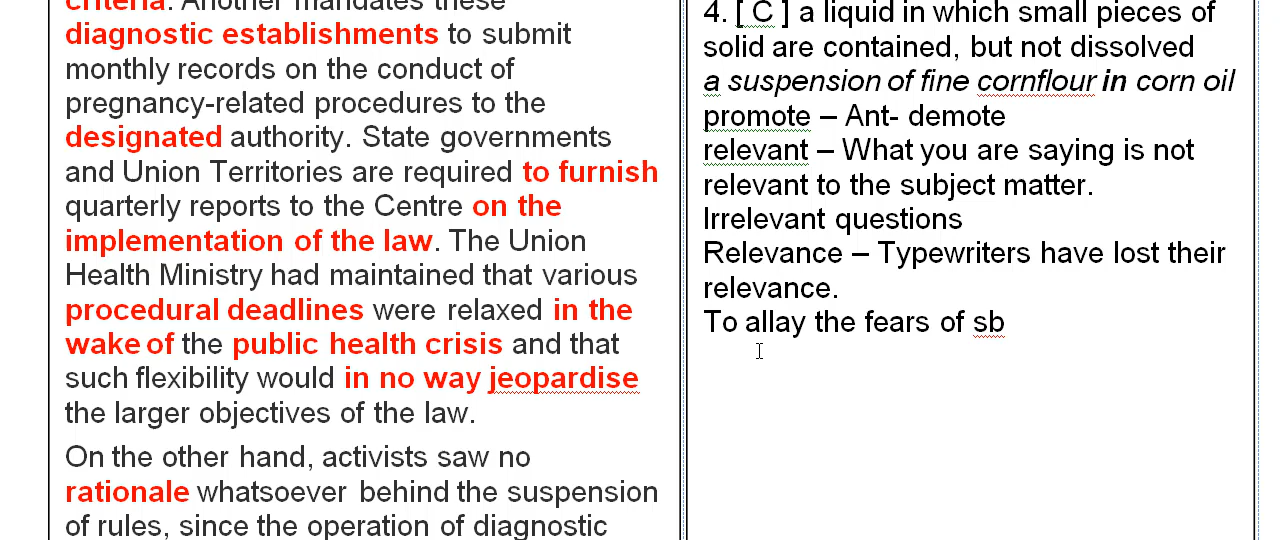 criteria. Another mandates these
diagnostic establishments to submit
monthly records on the conduct of
pregnancy-related procedures to the
designated authority. State governments
and Union Territories are required to furnish
quarterly reports to the Centre on the
implementation of the law. The Union
Health Ministry had maintained that various
procedural deadlines were relaxed in the
wake of the public health crisis and that
such flexibility would in no way jeopardise
the larger objectives of the law.
On the other hand, activists saw no
rationale whatsoever behind the suspension
of rules, since the operation of diagnostic
4. [ C ] a liquid in which small pieces of
solid are contained, but not dissolved
a suspension of fine cornflour in corn oil
promote – Ant- demote
relevant – What you are saying is not
relevant to the subject matter.
Irrelevant questions
Relevance – Typewriters have lost their
relevance.
To allay the fears of sb